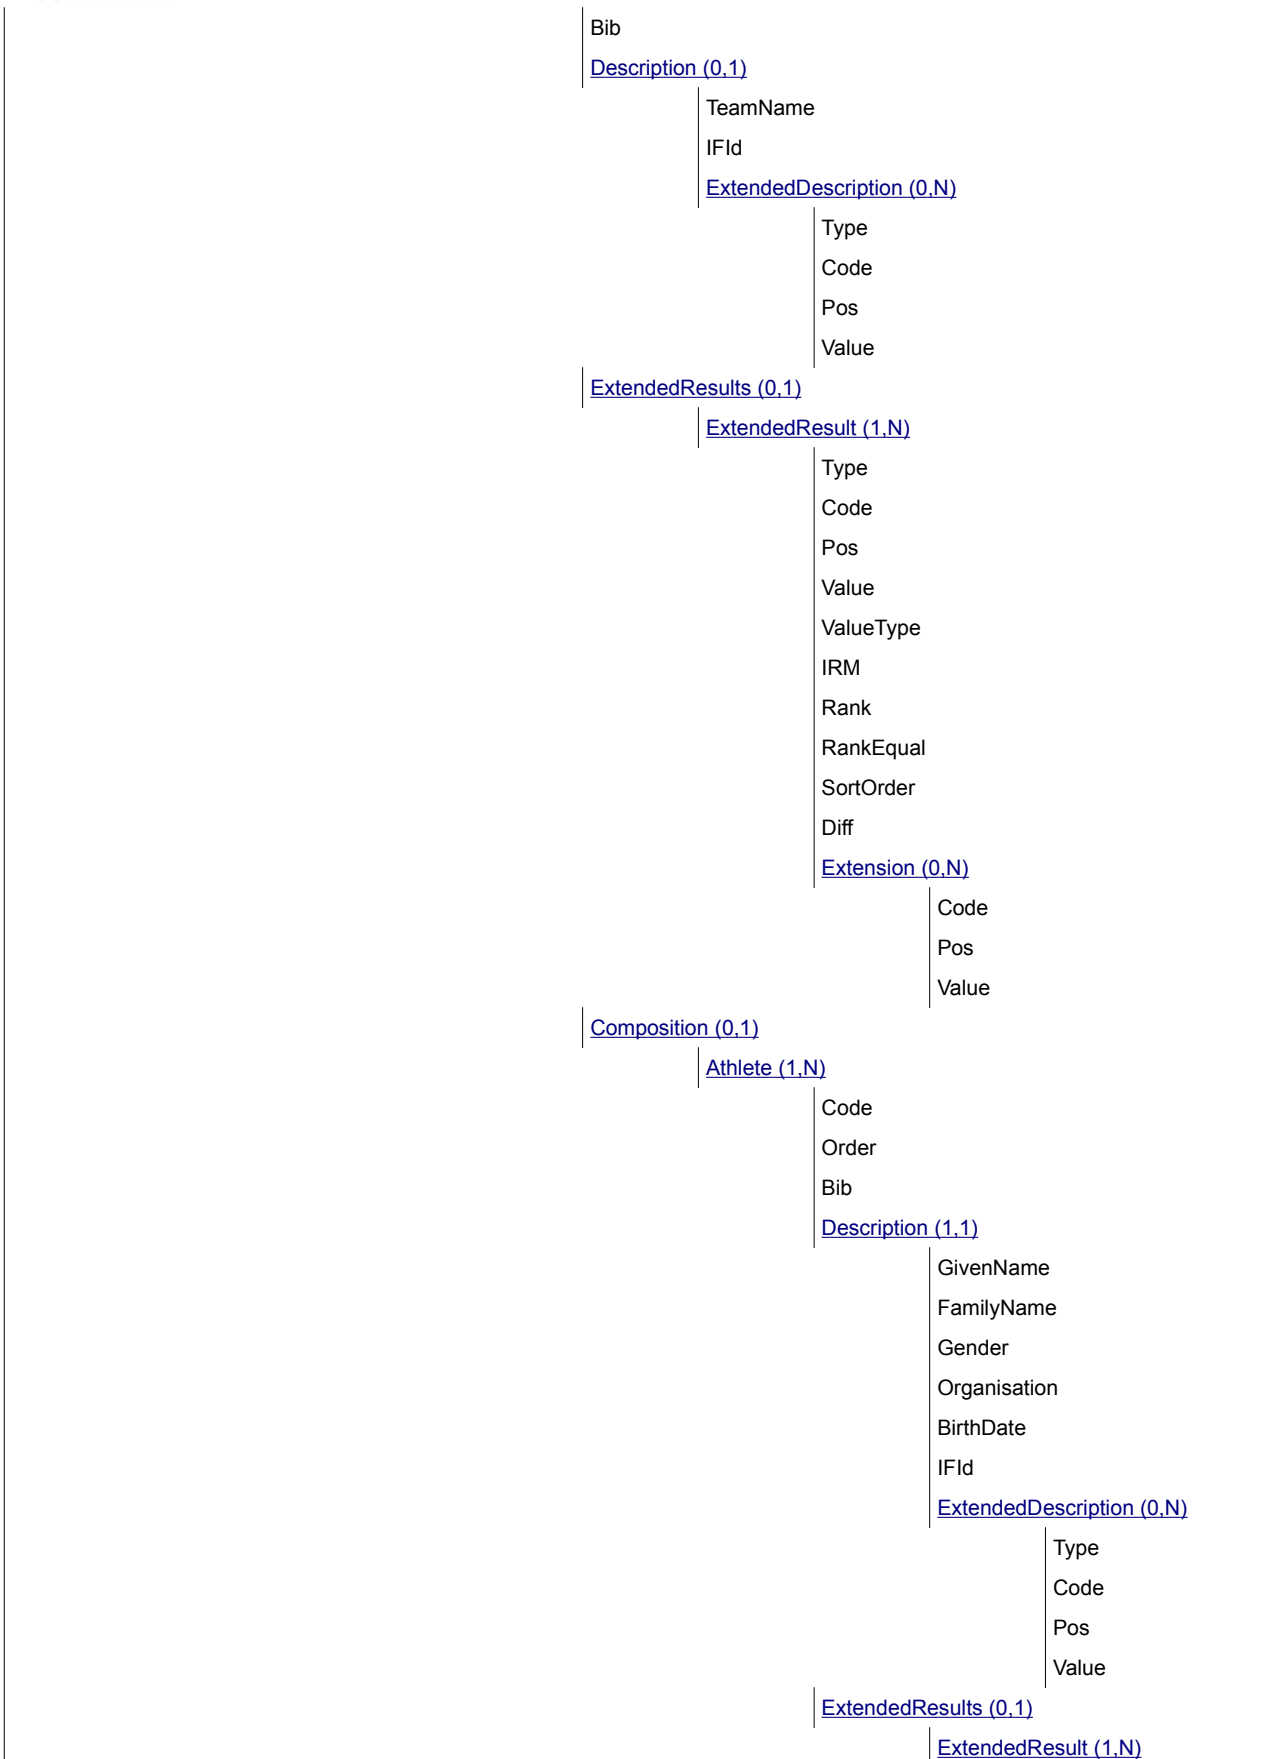 Bib
Description (0,1)
TeamName
IFId
ExtendedDescription (0,N)
Type
Code
Pos
Value
ExtendedResults (0,1)
ExtendedResult (1,N)
Type
Code
Pos
Value
ValueType
IRM
Rank
RankEqual
SortOrder
Diff
Extension (0,N)
Code
Pos
Value
Composition (0,1)
Athlete (1,N)
Code
Order
Bib
Description (1,1)
GivenName
FamilyName
Gender
Organisation
BirthDate
IFId
ExtendedDescription (0,N)
Type
Code
Pos
Value
ExtendedResults (0,1)
ExtendedResult (1,N)